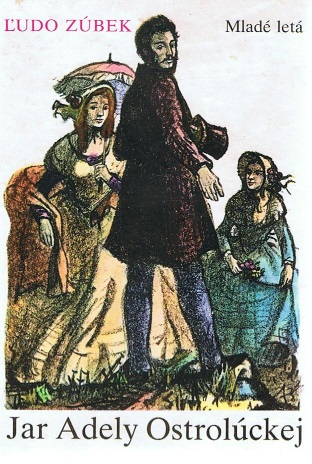 ĽUDO ZÚBEK
Mladé letá
Jar Adely Ostrolúckej